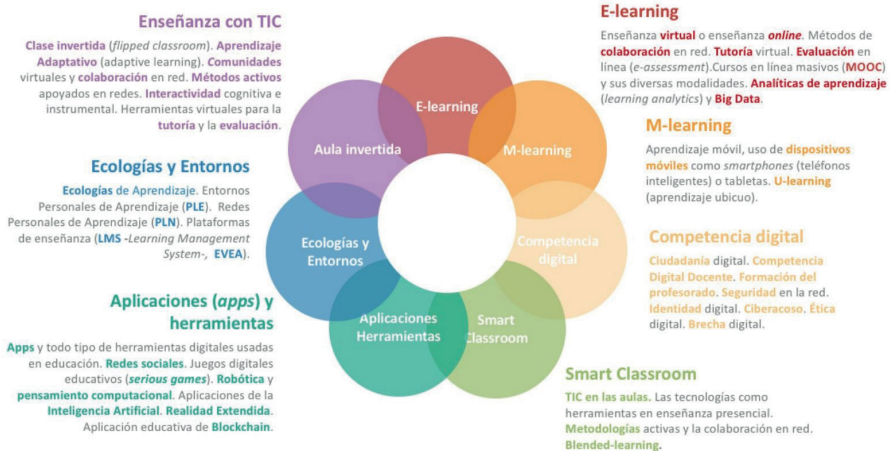 Enseñanza con TIC
Clase invertida (flipped classroom). Aprendizaje
Adaptativo (adaptive learning). Comunidades
virtuales y colaboración en red. Métodos activos
apoyados en redes. Interactividad cognitiva e
instrumental. Herramientas virtuales para la
tutoría y la evaluación.
Ecologías y Entornos
Ecologías de Aprendizaje. Entornos
Personales de Aprendizaje (PLE). Redes
Personales de Aprendizaje (PLN). Plataformas
de enseñanza (LMS -Learning Management
System-, EVEA).
Aplicaciones (apps) y
herramientas
Apps y todo tipo de herramientas digitales usadas
en educación. Redes sociales. Juegos digitales
educativos (serious games). Robótica y
pensamiento computacional. Aplicaciones de la
Inteligencia Artificial. Realidad Extendida.
Aplicación educativa de Blockchain.
E-learning
Aula invertida
M-learning
Ecologías y
Entornos
Competencia
digital
Aplicaciones
Herramientas
Smart
Classroom
E-learning
Enseñanza virtual o enseñanza online. Métodos de
colaboración en red. Tutoría virtual. Evaluación en
línea (e-assessment).Cursos en línea masivos (MOOC)
y sus diversas modalidades. Analíticas de aprendizaje
(learning analytics) y Big Data.
M-learning
Aprendizaje móvil, uso de dispositivos
móviles como smartphones (teléfonos
inteligentes) o tabletas. U-learning
(aprendizaje ubicuo).
Competencia digital
Ciudadanía digital. Competencia
Digital Docente. Formación del
profesorado. Seguridad en la red.
Identidad digital. Ciberacoso. Ética
digital. Brecha digital.
Smart Classroom
TIC en las aulas. Las tecnologías como
herramientas en enseñanza presencial.
Metodologías activas y la colaboración en red.
Blended-learning.